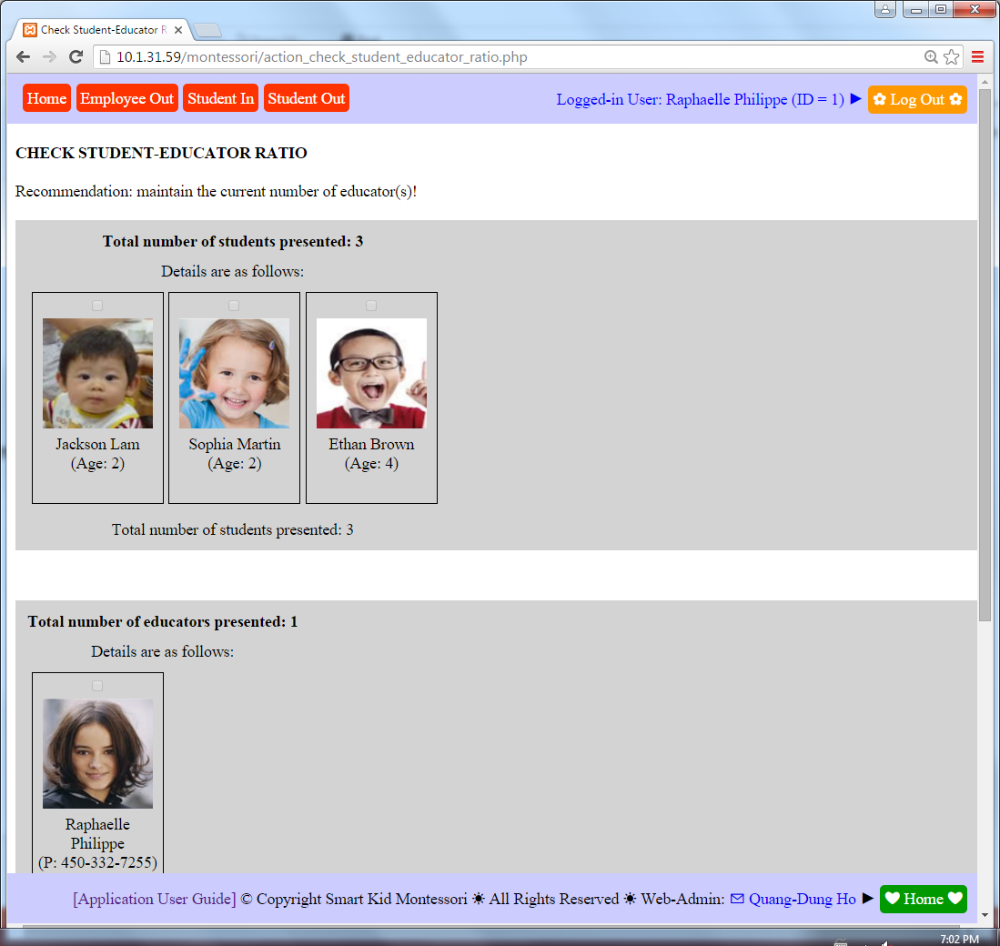 Check Student-Educator R
10.1.31.59/montessori/action_check_student_educator_ratio.php
Home Employee Out Student In Student Out Logged-in User: Raphaelle Philippe (ID = 1) ► ✿ Log Out ✿
CHECK STUDENT-EDUCATOR RATIO
Recommendation: maintain the current number of educator(s)!
Total number of students presented: 3
Details are as follows:
Jackson Lam Sophia Martin Ethan Brown
(Age: 2) (Age: 2) (Age: 4)
Total number of students presented: 3
Total number of educators presented: 1
Details are as follows:
Raphaelle
Philippe
(P: 450-332-7255)
[Application User Guide] © Copyright Smart Kid Montessori ☀ All Rights Reserved ☀ Web-Admin: ✉ Quang-Dung Ho ► ♥ Home ♥
7:02 PM